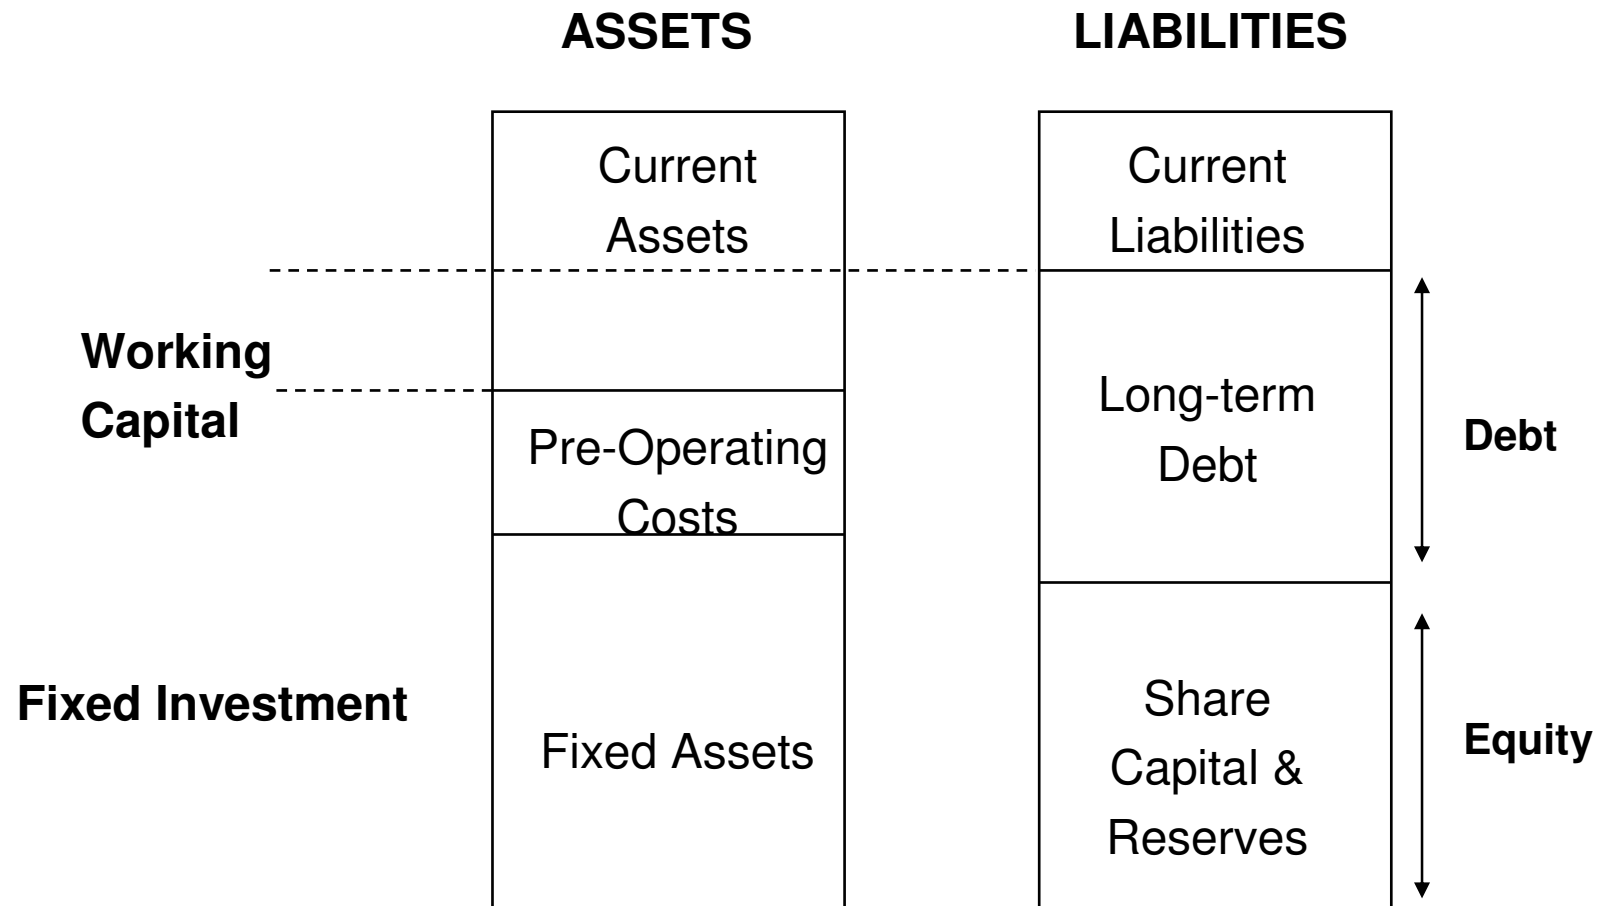 ASSETS
LIABILITIES
Current
Assets
Current
Liabilities
Working
Capital
Pre-Operating
Costs
Long-term
Debt
Debt
Fixed Investment
Fixed Assets
Share
Capital &
Reserves
Equity